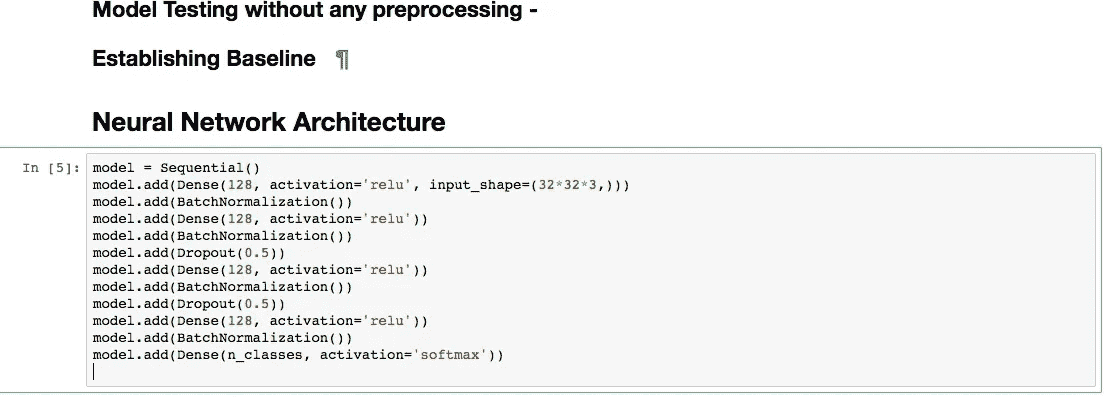 Model Testing without any preprocessing -
Establishing Baseline ¶
Neural Network Architecture
In [5]: model = Sequential()
model.add(Dense(128, activation='relu', input_shape=(32*32*3,)))
model.add(BatchNormalization())
model.add(Dense(128, activation='relu'))
model.add(BatchNormalization())
model.add(Dropout(0.5))
model.add(Dense(128, activation='relu'))
model.add(BatchNormalization())
model.add(Dropout(0.5))
model.add(Dense(128, activation='relu'))
model.add(BatchNormalization())
model.add(Dense(n_classes, activation='softmax'))